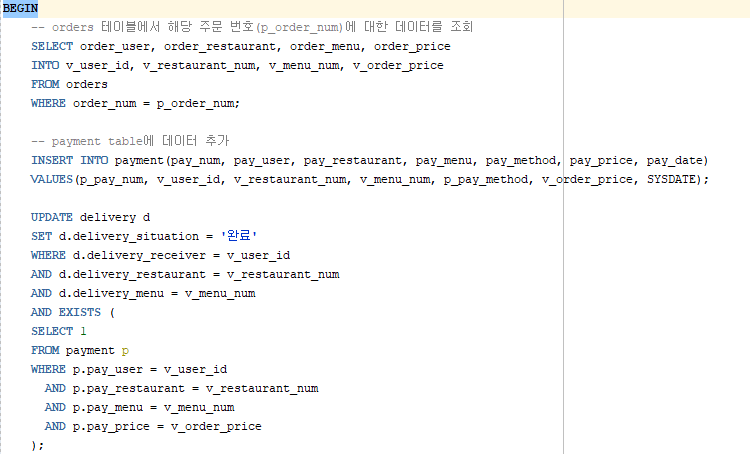 BEGIN
-- orders 테이블에서 해당 주문 번호(p_order_num)에 대한 데이터를 조회
SELECT order_user, order_restaurant, order_menu, order_price
INTO v_user_id, v_restaurant_num, v_menu_num, v_order_price
FROM orders
WHERE order_num = p_order_num;
-- payment table에 데이터 추가
INSERT INTO payment(pay_num, pay_user, pay_restaurant, pay_menu, pay_method, pay_price, pay_date)
VALUES(p_pay_num, v_user_id, v_restaurant_num, v_menu_num, p_pay_method, v_order_price, SYSDATE);
UPDATE delivery d
SET d.delivery_situation = '완료'
WHERE d.delivery_receiver = v_user_id
AND d.delivery_restaurant = v_restaurant_num
AND d.delivery_menu = v_menu_num
AND EXISTS (
SELECT 1
FROM payment p
WHERE p.pay_user = v_user_id
AND p.pay_restaurant = v_restaurant_num
AND p.pay_menu = v_menu_num
AND p.pay_price = v_order_price
);